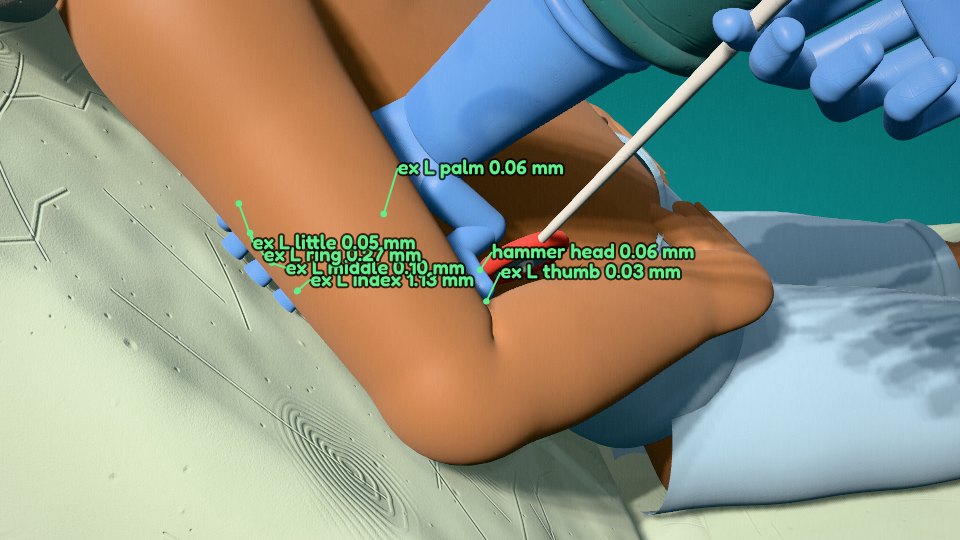 ex L palm 0.06 mm
ex L little 0.05 mm
ex L ring 0.27 mm
ex L middle 0.10 mm
ex L index 1.13 mm
hammer head 0.06 mm
ex L thumb 0.03 mm